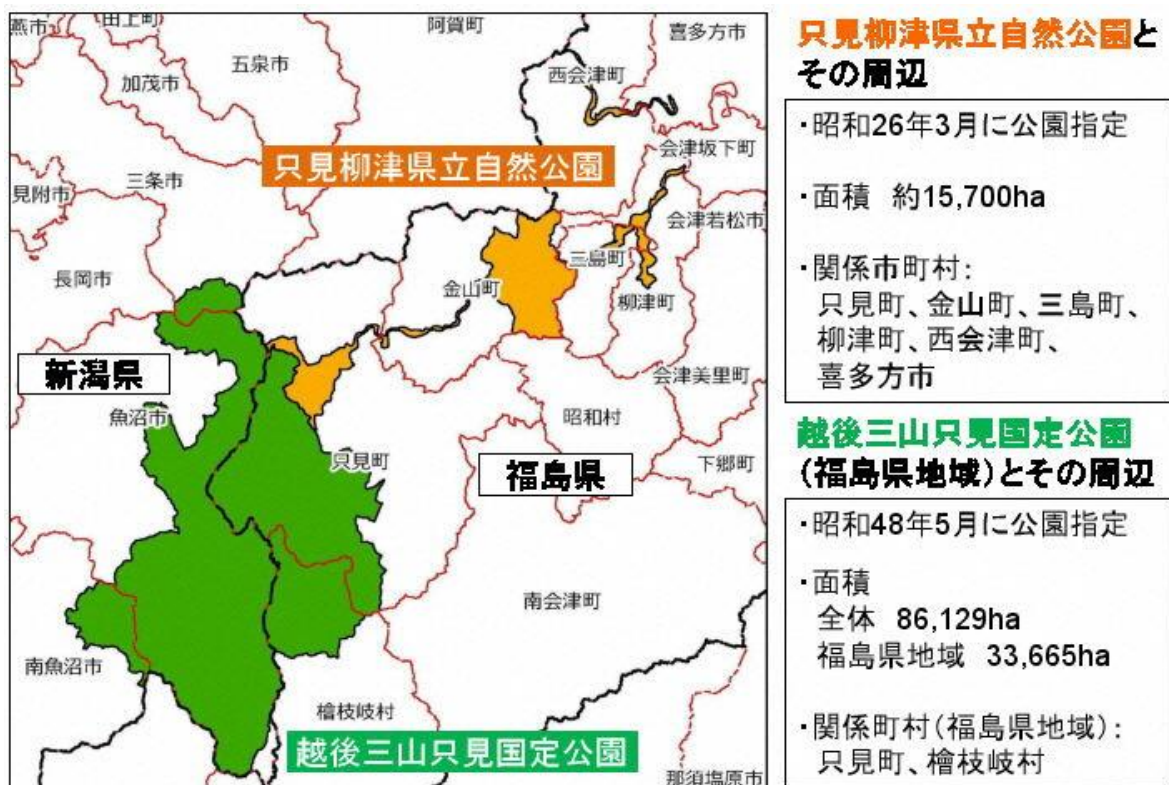 燕市
田上町
阿賀町
喜多方市
五泉市
加茂市
西会津町
会津坂下町
只見柳津県立自然公園
三条市
見附市
会津若松市
三島町
長岡市
金山町
柳津町
新潟県
会津美里町
魚沼市
昭和村
只見町
福島県
下郷町
南会津町
南魚沼市
檜枝岐村
越後三山只見国定公園
那須塩原市
只見柳津県立自然公園と
その周辺
・昭和26年3月に公園指定
・面積 約15,700ha
・関係市町村：
只見町、金山町、三島町、
柳津町、西会津町、
喜多方市
越後三山只見国定公園
(福島県地域)とその周辺
・昭和48年5月に公園指定
・面積
全体 86,129ha
福島県地域 33,665ha
・関係町村(福島県地域)：
只見町、檜枝岐村